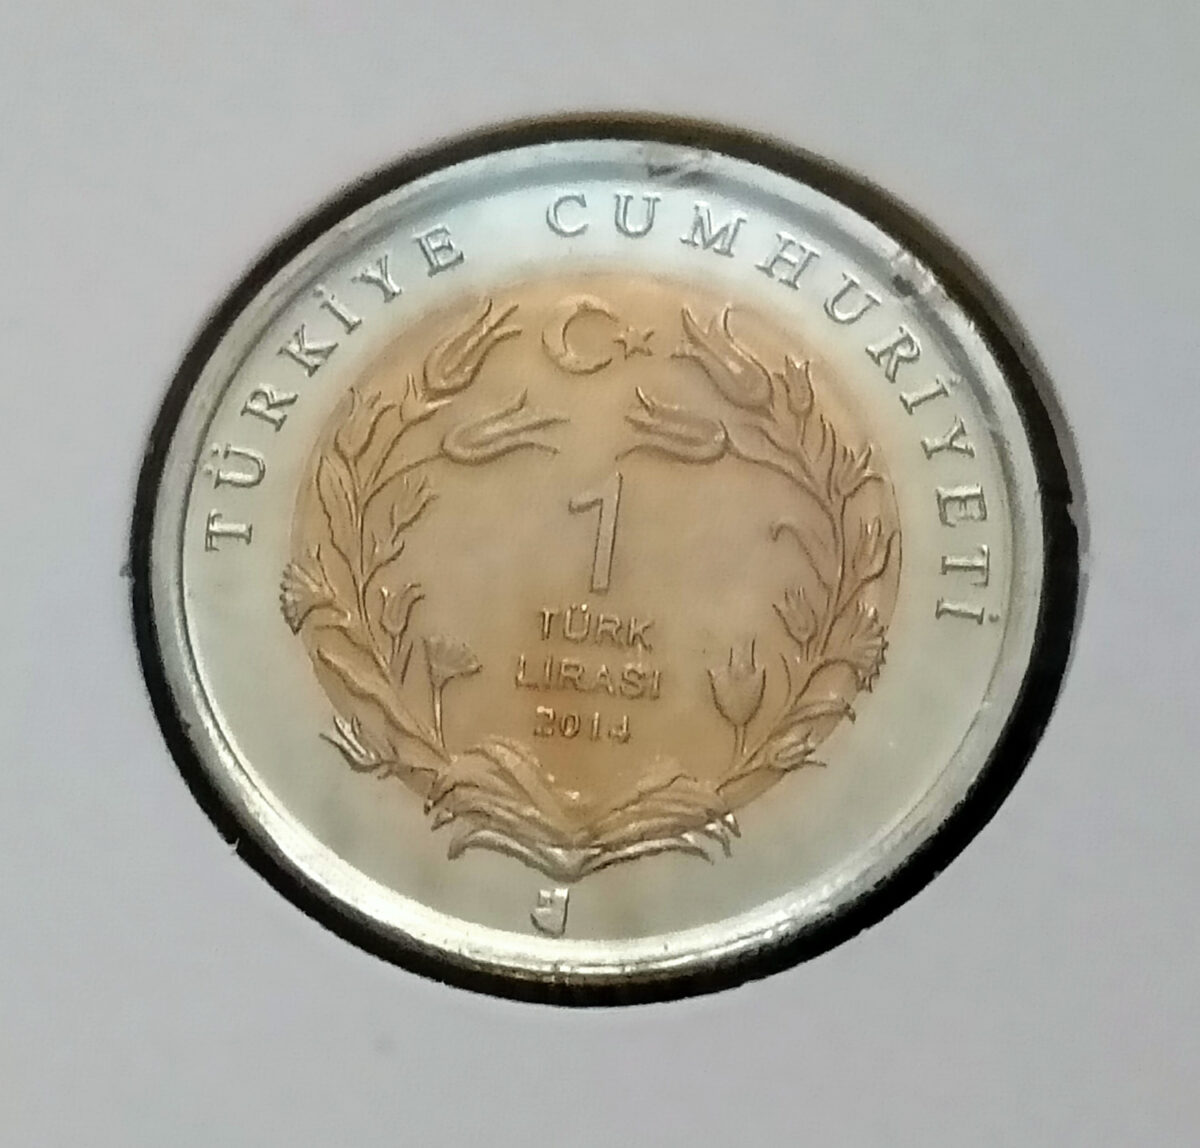 TÜRKİYE CUMHURİYETİ
1
TÜRK
LİRASI
2014